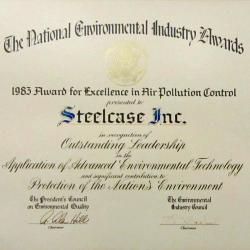 The National Environmental Industry Awards
1985 Award for Excellence in Air Pollution Control
presented to
Steelcase Inc.
in recognition of
Outstanding Leadership
in the
Application of Advanced Environmental Technology
and significant contribution to
Protection of the Nation's Environment
The President's Council
on Environmental Quality
The Environmental
Industry Council
Chairman
Chairman